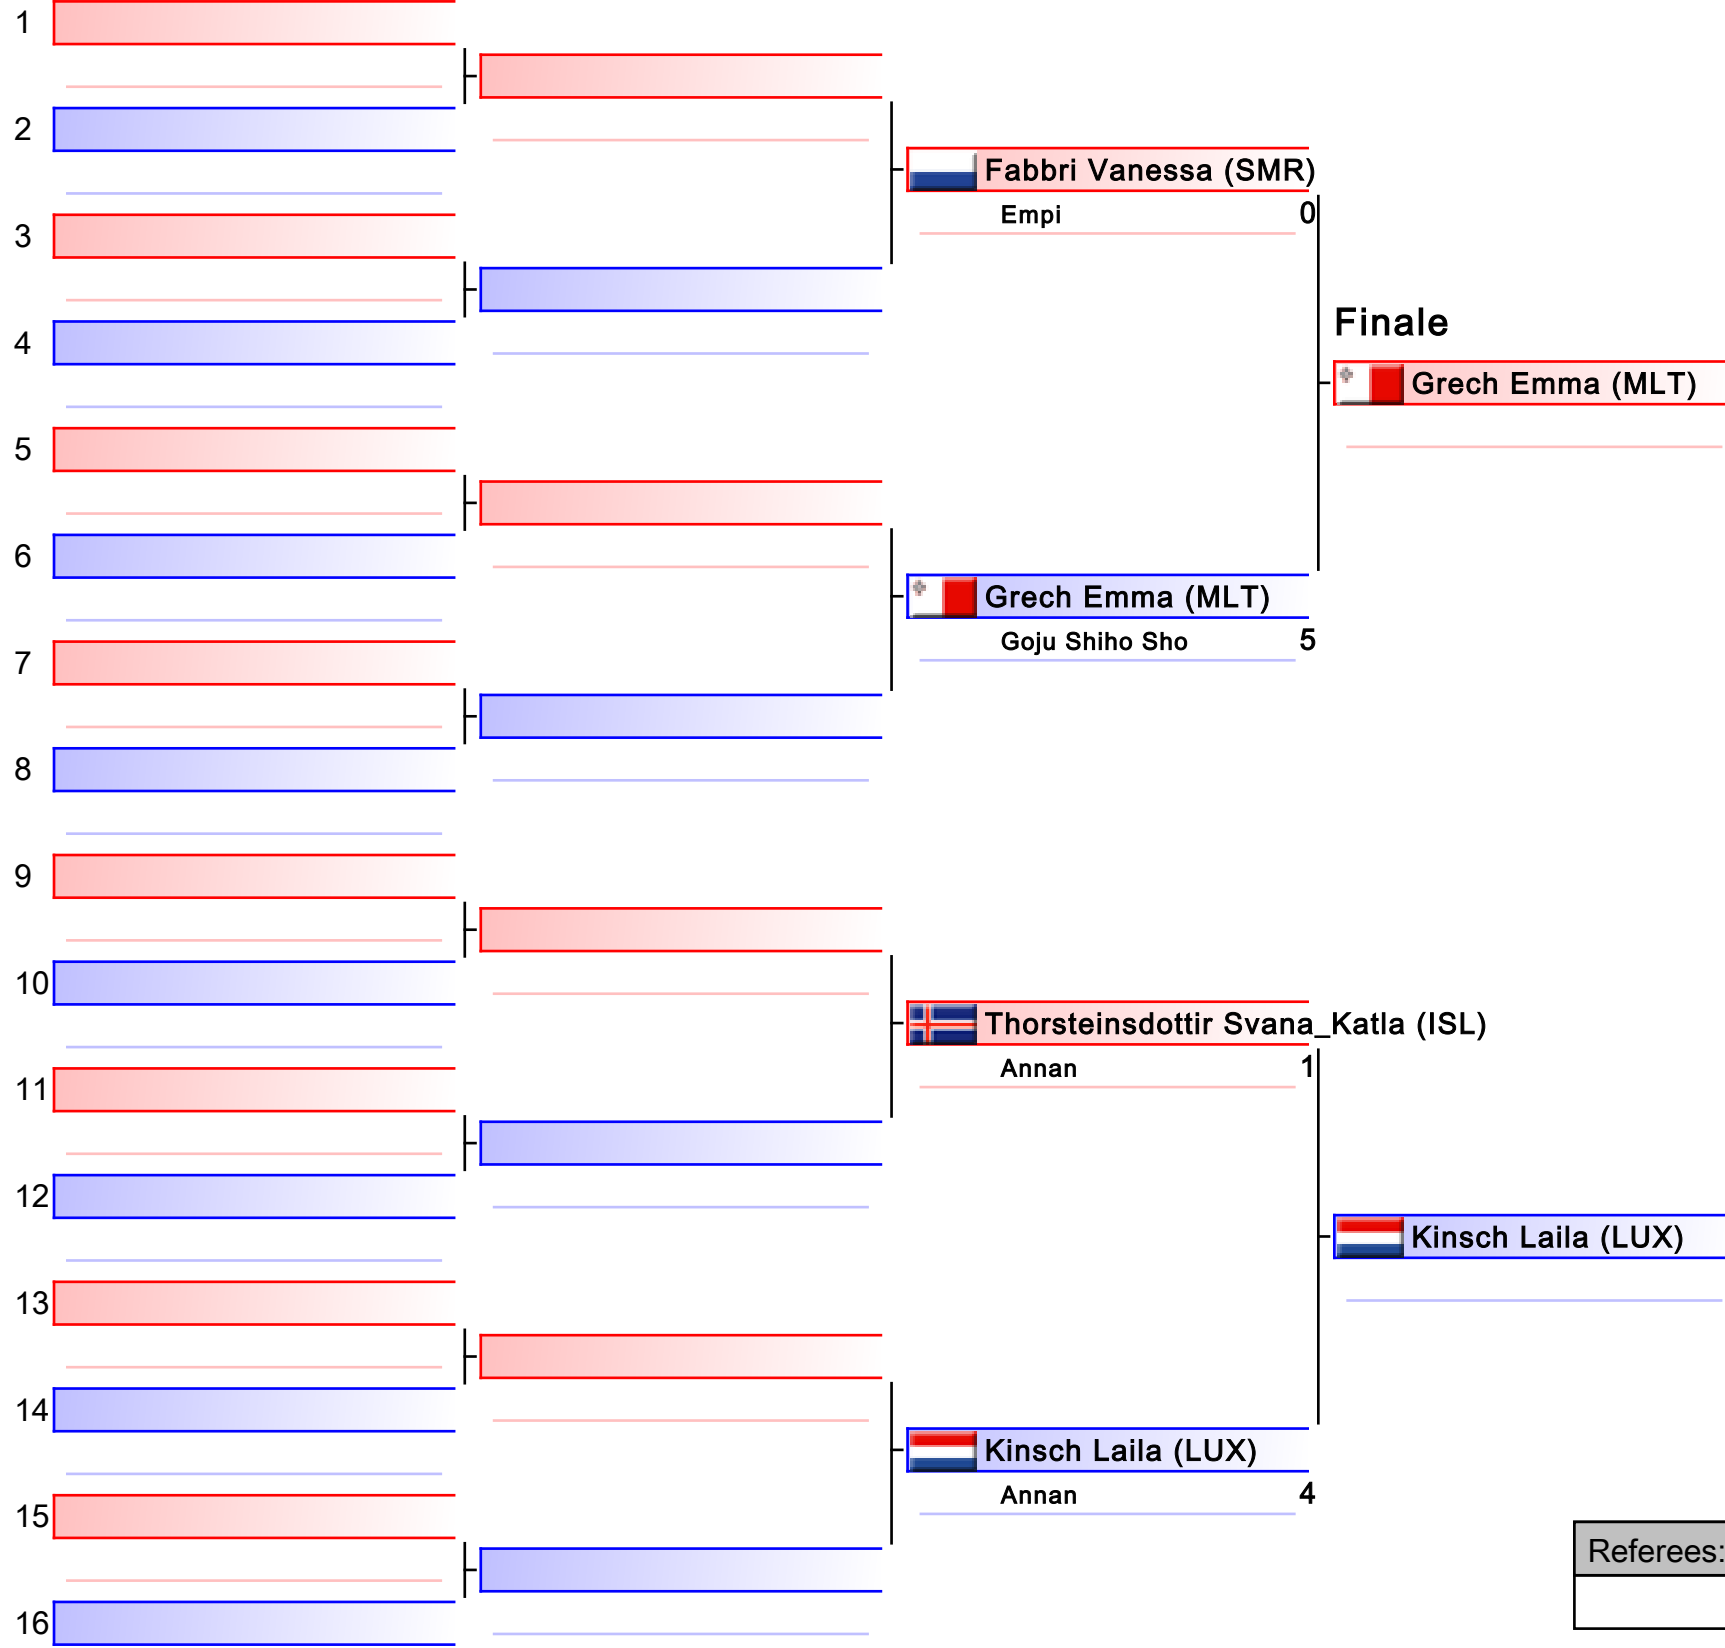 1
2
Fabbri Vanessa (SMR)
Empi 0
3
Finale
4
Grech Emma (MLT)
5
6
Grech Emma (MLT)
Goju Shiho Sho 5
7
8
9
10
Thorsteinsdottir Svana_Katla (ISL)
Annan 1
11
12
Kinsch Laila (LUX)
13
14
Kinsch Laila (LUX)
Annan 4
15
Referees:
16